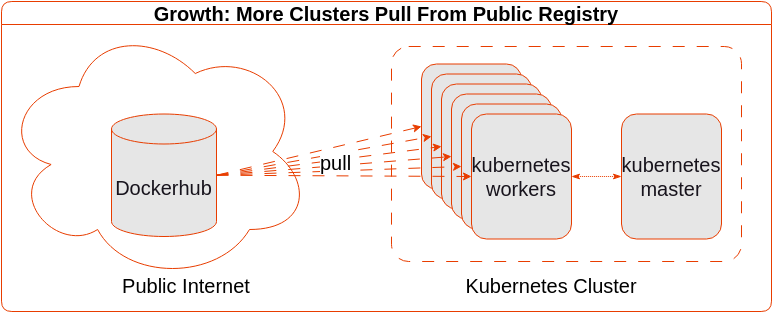 Growth: More Clusters Pull From Public Registry
Dockerhub
pull
kubernetes
workers
kubernetes
master
Public Internet
Kubernetes Cluster